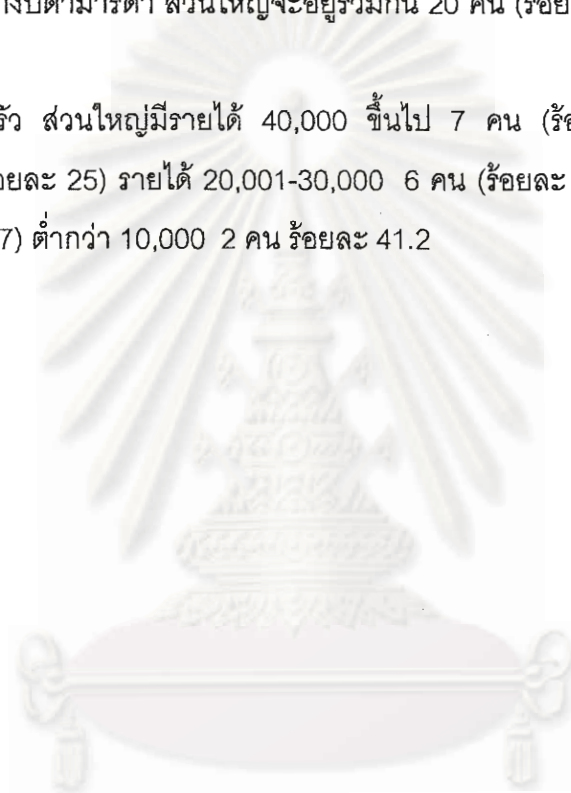 บิดามารดา ส่วนใหญ่จะอยู่ร่วมกัน 20 คน (ร้อย
รัว ส่วนใหญ่มีรายได้ 40,000 ขึ้นไป 7 คน (ร้อ
อยละ 25) รายได้ 20,001-30,000 6 คน (ร้อยละ
7) ต่ำกว่า 10,000 2 คน ร้อยละ 41.2